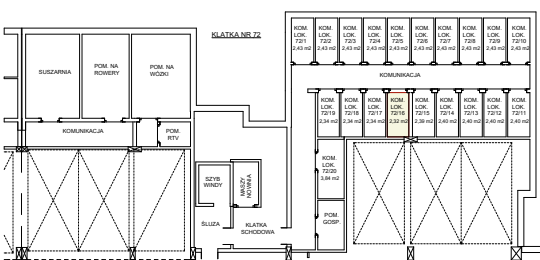 KLATKA NR 72
KOM.
LOK.
72/1
2,43 m2
KOM.
LOK.
72/2
2,43 m2
KOM.
LOK.
72/3
2,43 m2
KOM.
LOK.
72/4
2,43 m2
KOM.
LOK.
72/5
2,43 m2
KOM.
LOK.
72/6
2,43 m2
KOM.
LOK.
72/7
2,43 m2
KOM.
LOK.
72/8
2,43 m2
KOM.
LOK.
72/9
2,43 m2
KOM.
LOK.
72/10
2,43 m2
SUSZARNIA
POM. NA
ROWERY
POM. NA
WÓZKI
KOMUNIKACJA
KOM.
LOK.
72/19
2,34 m2
KOM.
LOK.
72/18
2,34 m2
KOM.
LOK.
72/17
2,34 m2
KOM.
LOK.
72/16
2,32 m2
KOM.
LOK.
72/15
2,39 m2
KOM.
LOK.
72/14
2,40 m2
KOM.
LOK.
72/13
2,40 m2
KOM.
LOK.
72/12
2,40 m2
KOM.
LOK.
72/11
2,40 m2
KOMUNIKACJA
POM.
RTV
KOM.
LOK.
72/20
3,84 m2
SZYB
WINDY
MASZY
NOWNIA
POM.
GOSP.
ŚLUZA
KLATKA
SCHODOWA